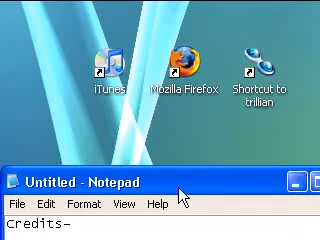 iTunes
Mozilla Firefox
Shortcut to
trillian
Untitled - Notepad
File Edit Format View Help
Credits-